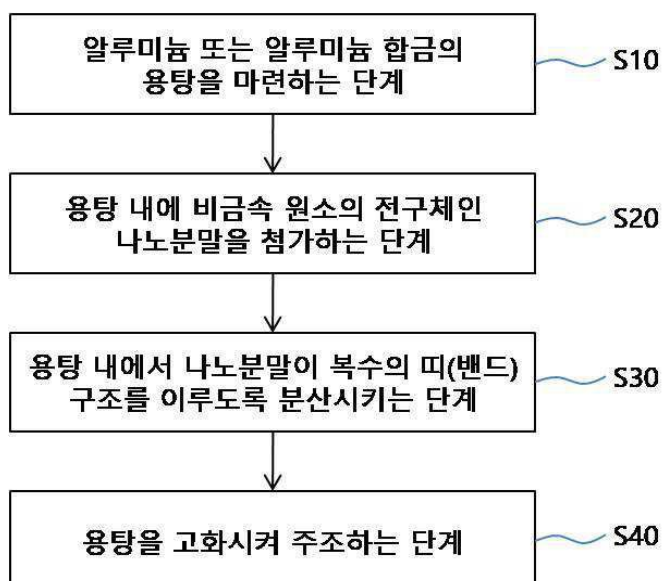 알루미늄 또는 알루미늄 합금의
용탕을 마련하는 단계
S10
용탕 내에 비금속 원소의 전구체인
나노분말을 첨가하는 단계
S20
용탕 내에서 나노분말이 복수의 띠(밴드)
구조를 이루도록 분산시키는 단계
S30
용탕을 고화시켜 주조하는 단계
S40